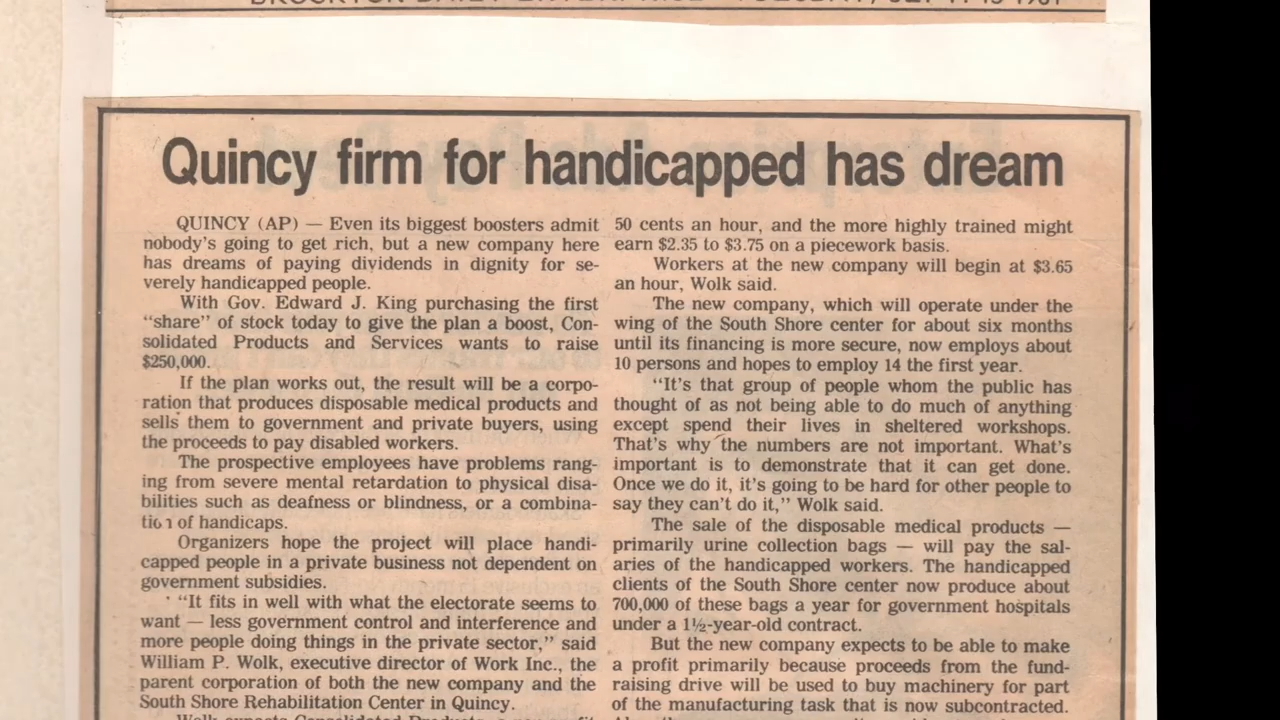 BROCKTON DAILY ENTERPRISE TUESDAY,
Quincy firm for handicapped has dream
QUINCY (AP) — Even its biggest boosters admit
nobody's going to get rich, but a new company here
has dreams of paying dividends in dignity for se-
verely handicapped people.
With Gov. Edward J. King purchasing the first
“share” of stock today to give the plan a boost, Con-
solidated Products and Services wants to raise
$250,000.
If the plan works out, the result will be a corpo-
ration that produces disposable medical products and
sells them to government and private buyers, using
the proceeds to pay disabled workers.
The prospective employees have problems rang-
ing from severe mental retardation to physical disa-
bilities such as deafness or blindness, or a combina-
tion of handicaps.
Organizers hope the project will place handi-
capped people in a private business not dependent on
government subsidies.
“It fits in well with what the electorate seems to
want — less government control and interference and
more people doing things in the private sector,” said
William P. Wolk, executive director of Work Inc., the
parent corporation of both the new company and the
South Shore Rehabilitation Center in Quincy.
50 cents an hour, and the more highly trained might
earn $2.35 to $3.75 on a piecework basis.
Workers at the new company will begin at $3.65
an hour, Wolk said.
The new company, which will operate under the
wing of the South Shore center for about six months
until its financing is more secure, now employs about
10 persons and hopes to employ 14 the first year.
“It's that group of people whom the public has
thought of as not being able to do much of anything
except spend their lives in sheltered workshops.
That's why the numbers are not important. What's
important is to demonstrate that it can get done.
Once we do it, it's going to be hard for other people to
say they can't do it,” Wolk said.
The sale of the disposable medical products —
primarily urine collection bags — will pay the sal-
aries of the handicapped workers. The handicapped
clients of the South Shore center now produce about
700,000 of these bags a year for government hospitals
under a 1½-year-old contract.
But the new company expects to be able to make
a profit primarily because proceeds from the fund-
raising drive will be used to buy machinery for part
of the manufacturing task that is now subcontracted.